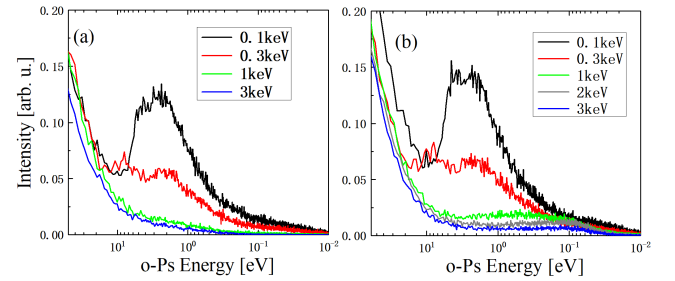 (a)
0.1keV
0.3keV
1keV
3keV
0.20
0.15
0.10
0.05
0.00
Intensity [arb. u.]
10¹ 10⁰ 10⁻¹ 10⁻²
o-Ps Energy [eV]
(b)
0.1keV
0.3keV
1keV
2keV
3keV
0.20
0.15
0.10
0.05
0.00
10¹ 10⁰ 10⁻¹ 10⁻²
o-Ps Energy [eV]